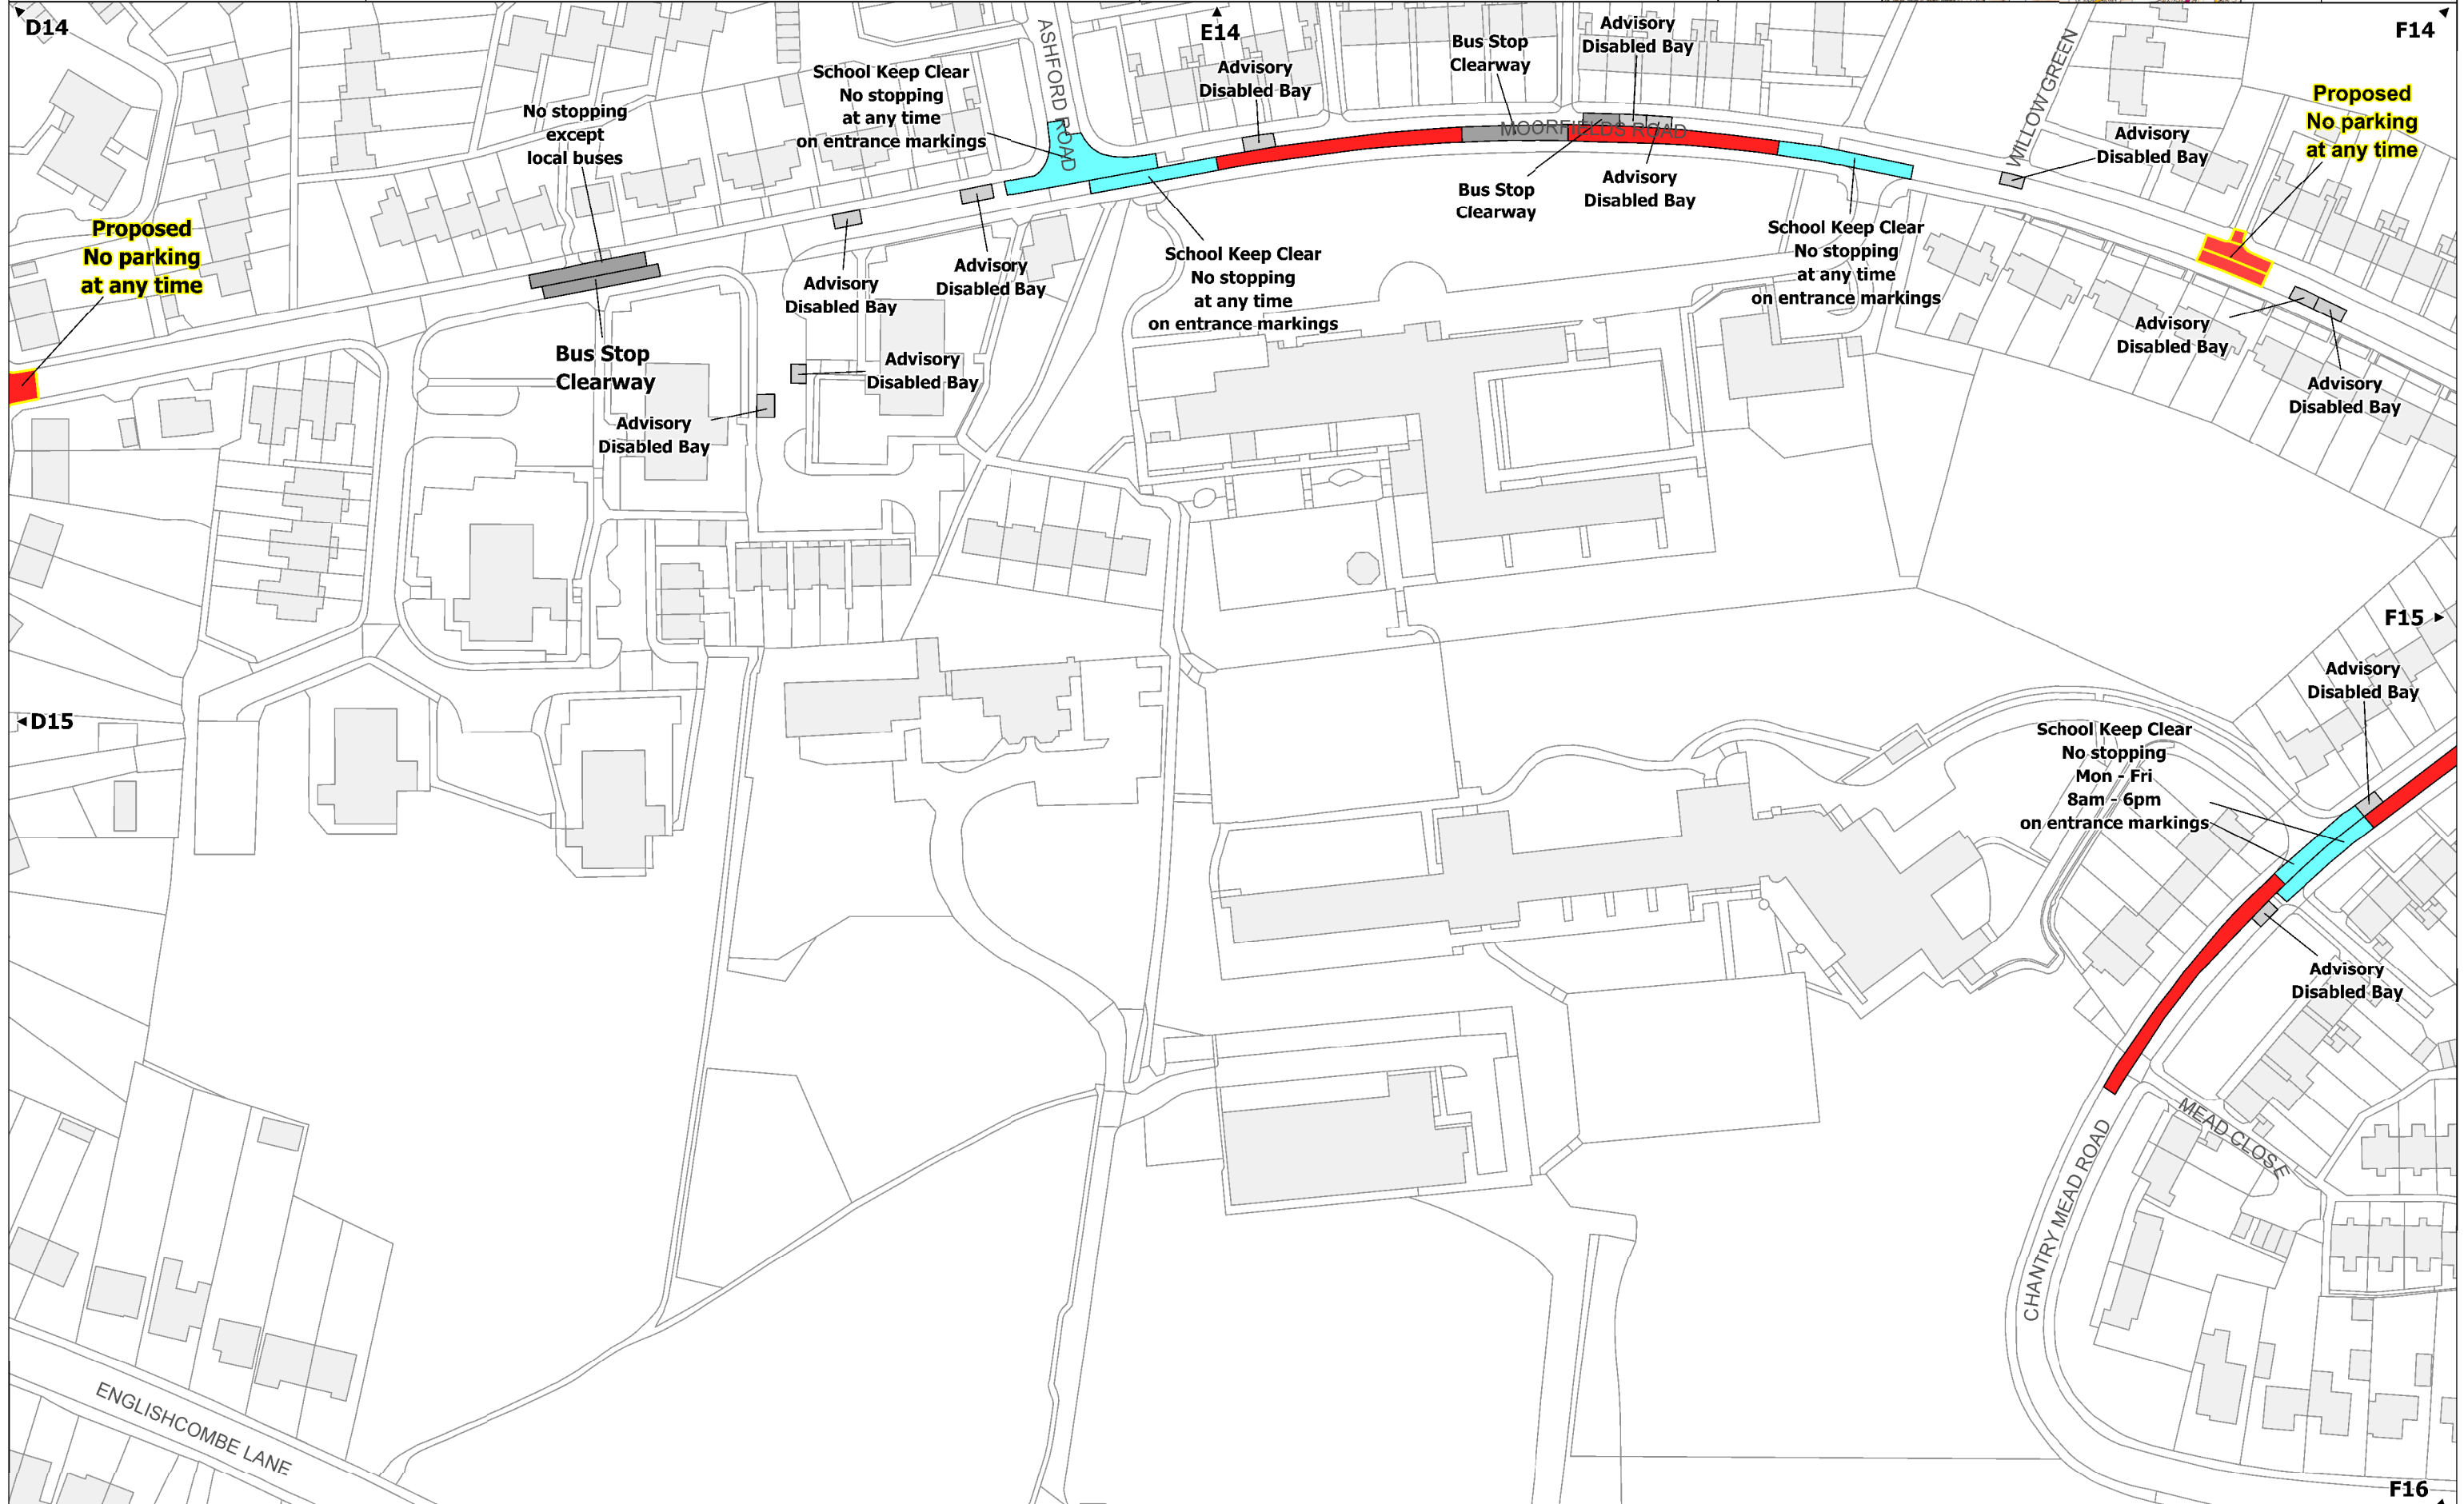 D14
E14
F14
ASHFORD ROAD
WILLOW GREEN
MOORFIELDS ROAD
No stopping
except
local buses
School Keep Clear
No stopping
at any time
on entrance markings
Advisory
Disabled Bay
Bus Stop
Clearway
Advisory
Disabled Bay
Advisory
Disabled Bay
Proposed
No parking
at any time
Proposed
No parking
at any time
Bus Stop
Clearway
Advisory
Disabled Bay
Advisory
Disabled Bay
School Keep Clear
No stopping
at any time
on entrance markings
Bus Stop
Clearway
Advisory
Disabled Bay
School Keep Clear
No stopping
at any time
on entrance markings
Advisory
Disabled Bay
Advisory
Disabled Bay
Advisory
Disabled Bay
Advisory
Disabled Bay
F15
D15
Advisory
Disabled Bay
School Keep Clear
No stopping
Mon - Fri
8am - 6pm
on entrance markings
Advisory
Disabled Bay
MEAD CLOSE
CHANTRY MEAD ROAD
ENGLISHCOMBE LANE
F16